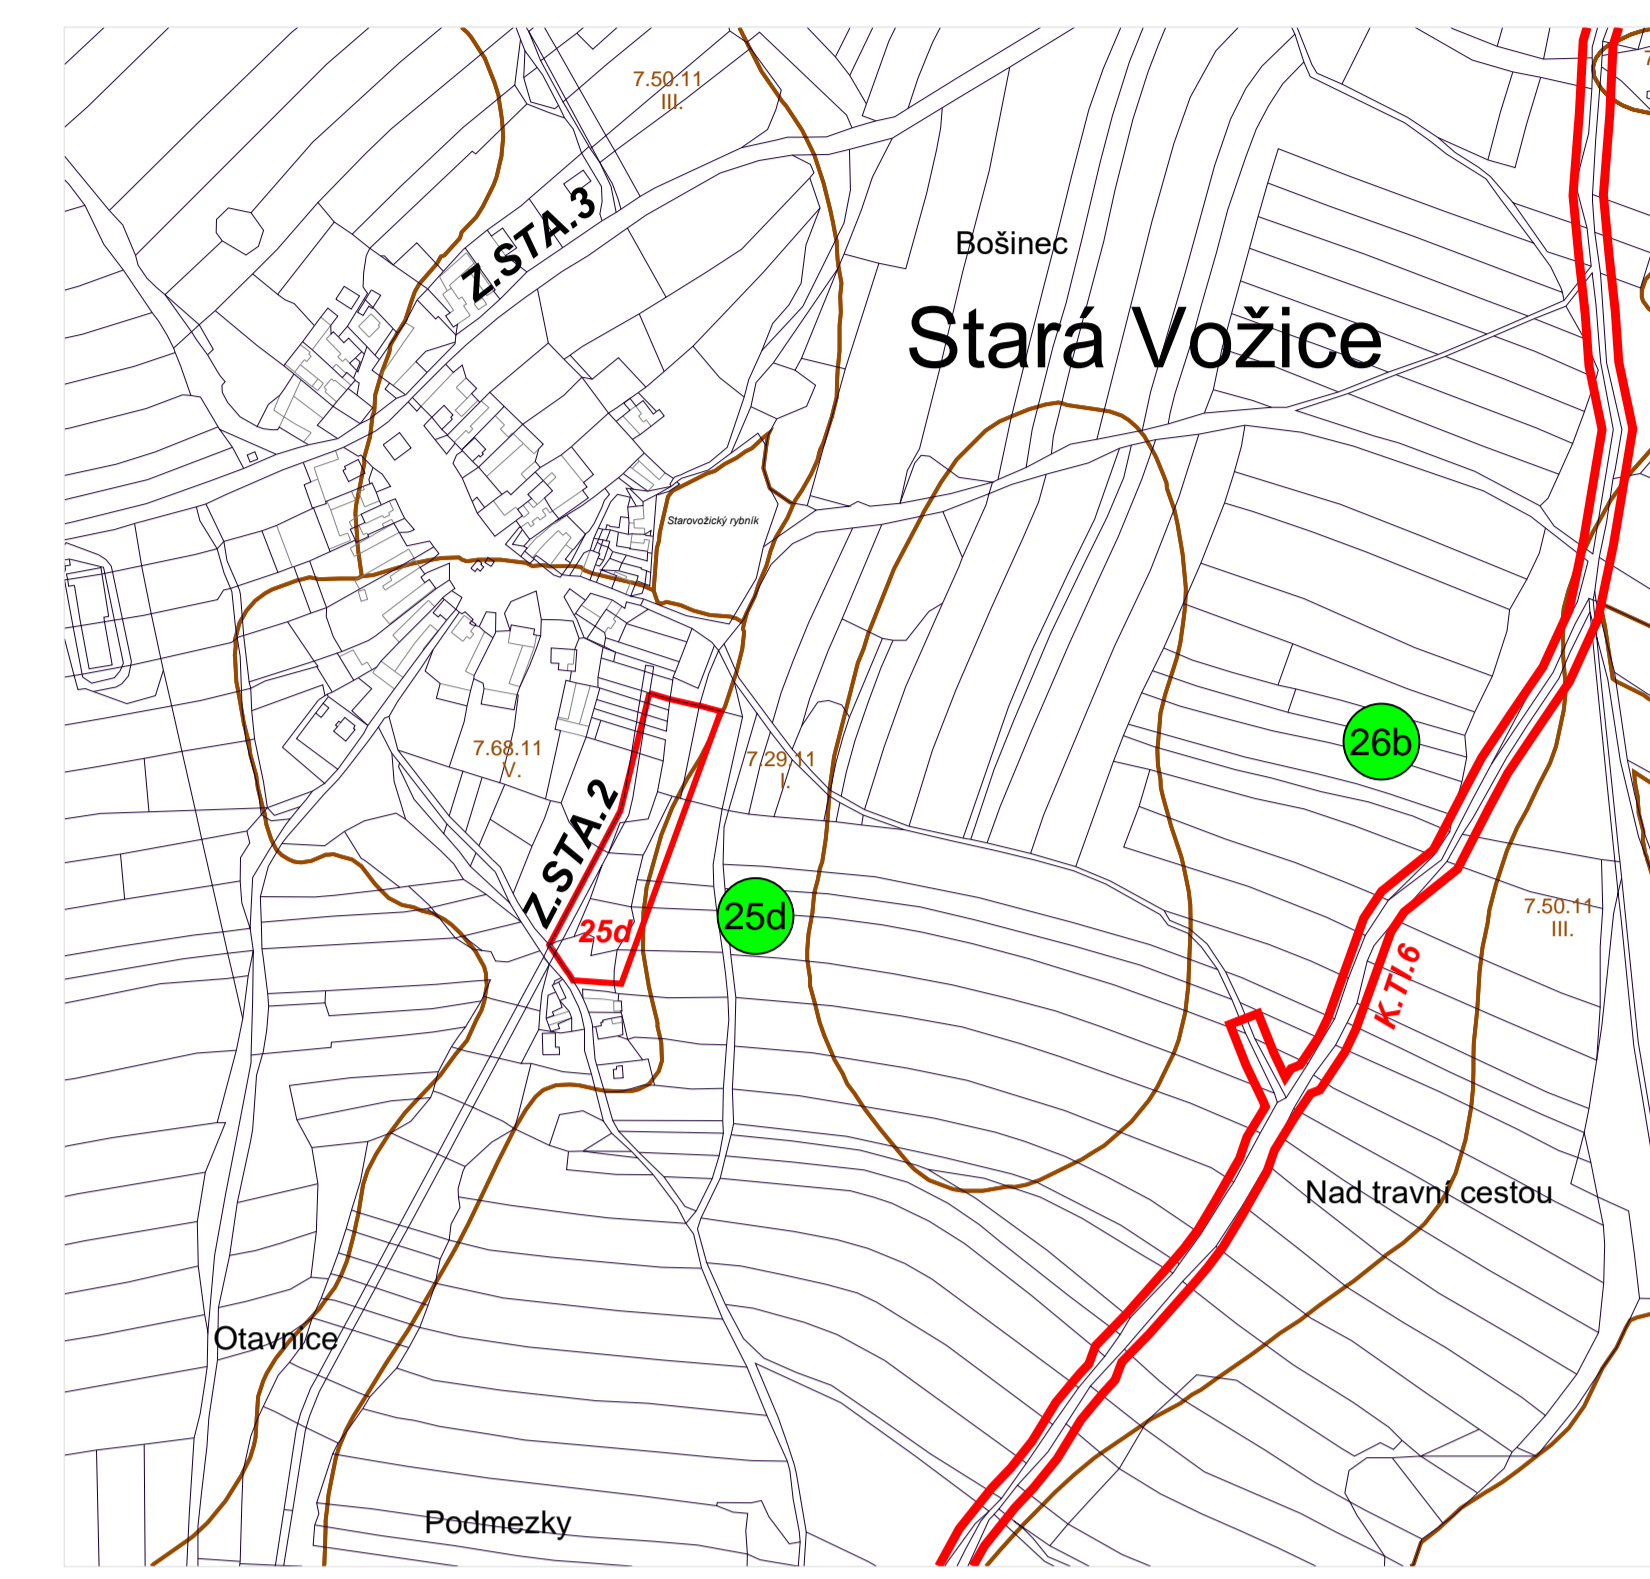 7.50.11
III.
Z.STA.3
Bošinec
Stará Vožice
Starovožický rybník
7.68.11
V.
7.29.11
I.
26b
Z.STA.2
25d
25d
7.50.11
III.
K.TI.6
Nad travní cestou
Otavnice
Podmezky